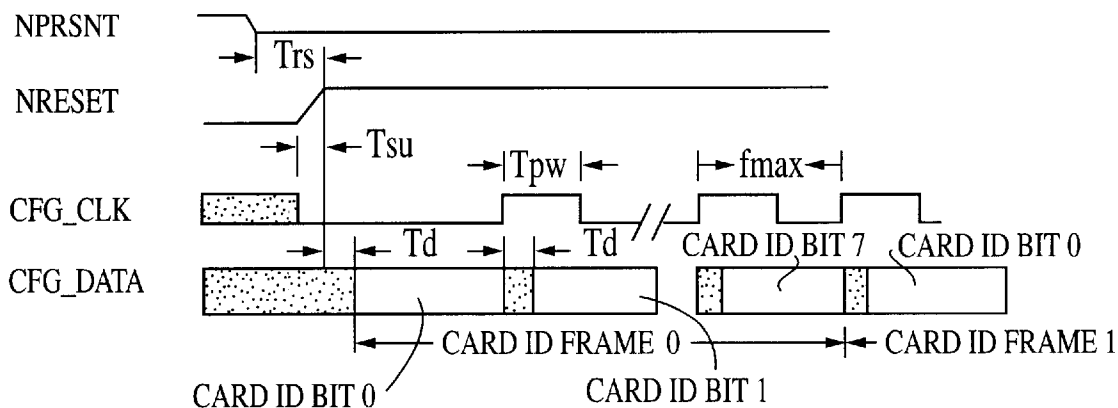 NPRSNT
Trs
NRESET
Tsu
Tpw
fmax
CFG_CLK
Td
Td
CARD ID BIT 7
CARD ID BIT 0
CFG_DATA
CARD ID FRAME 0
CARD ID FRAME 1
CARD ID BIT 0
CARD ID BIT 1